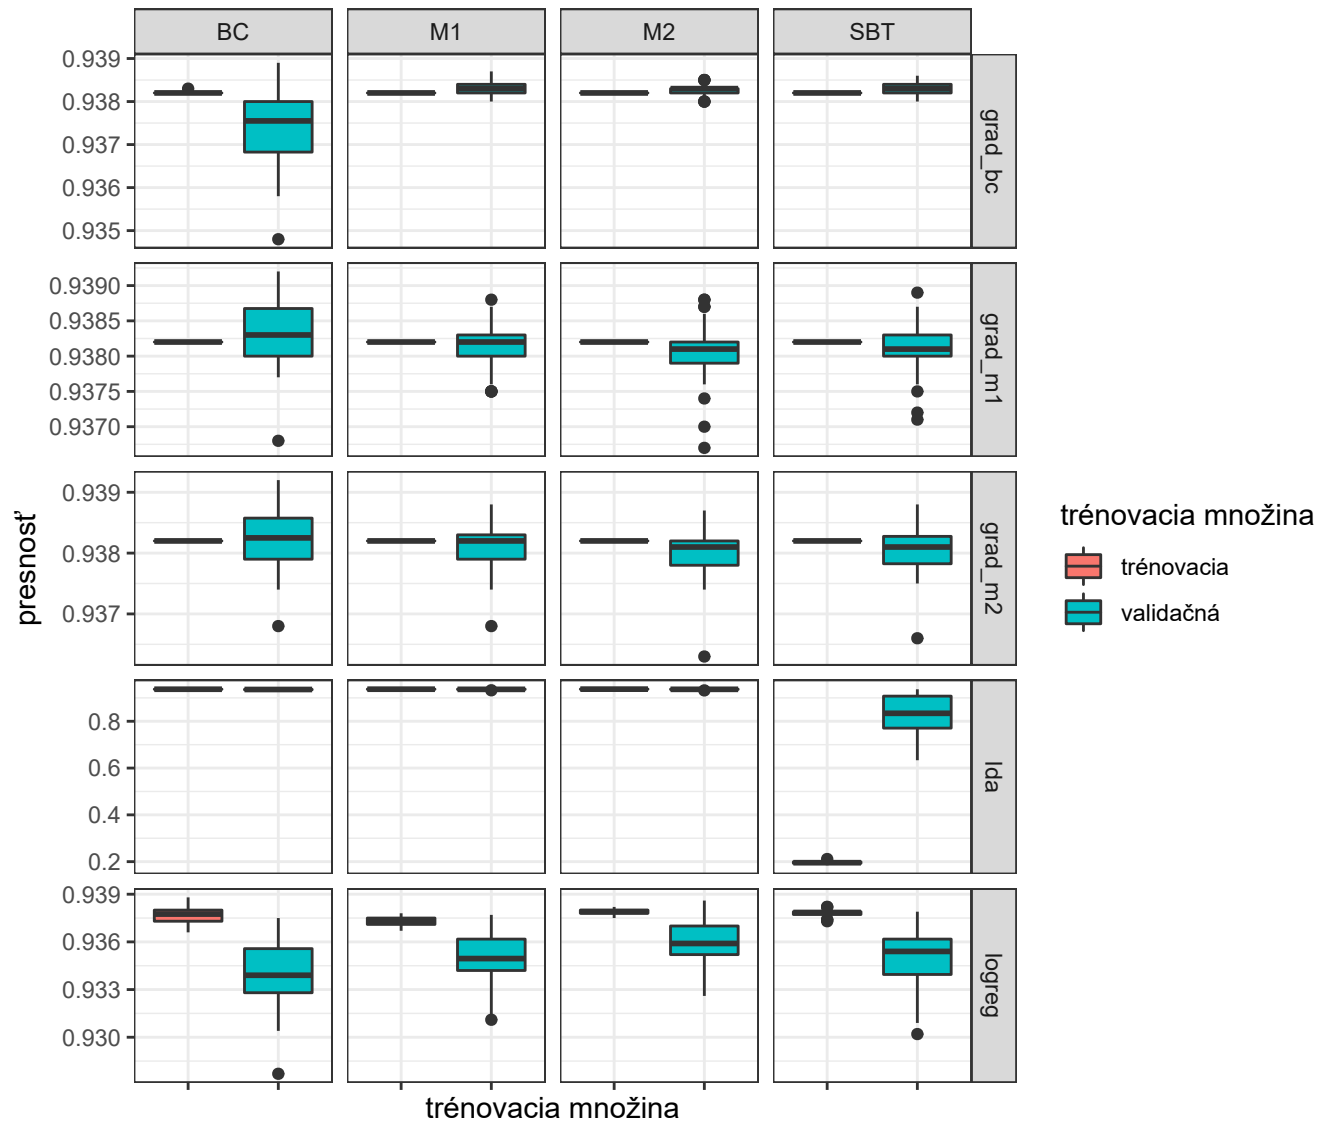 BC M1 M2 SBT
0.939
0.938
0.937
0.936
0.935
grad_bc
0.9390
0.9385
0.9380
0.9375
0.9370
grad_m1
0.939
0.938
0.937
grad_m2
0.8
0.6
0.4
0.2
lda
0.939
0.936
0.933
0.930
logreg
presnosť
trénovacia množina
trénovacia množina
trénovacia
validačná